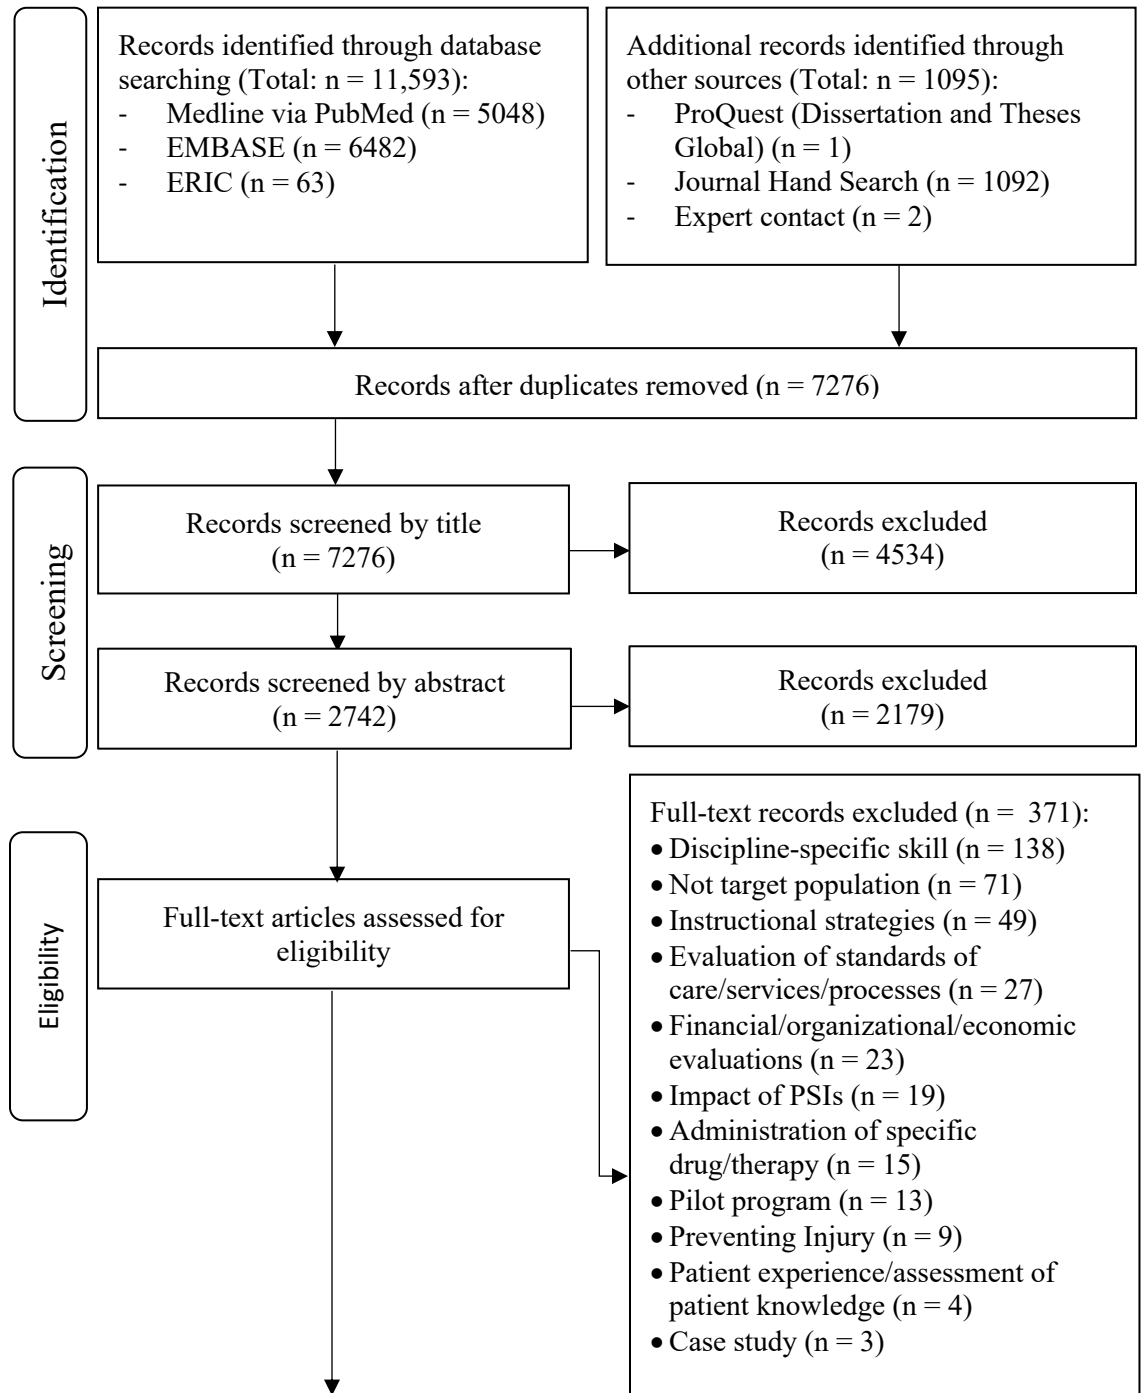 Identification
Records identified through database
searching (Total: n = 11,593):
- Medline via PubMed (n = 5048)
- EMBASE (n = 6482)
- ERIC (n = 63)
Additional records identified through
other sources (Total: n = 1095):
- ProQuest (Dissertation and Theses
Global) (n = 1)
- Journal Hand Search (n = 1092)
- Expert contact (n = 2)
Records after duplicates removed (n = 7276)
Screening
Records screened by title
(n = 7276)
Records excluded
(n = 4534)
Records screened by abstract
(n = 2742)
Records excluded
(n = 2179)
Eligibility
Full-text articles assessed for
eligibility
Full-text records excluded (n =  371):
• Discipline-specific skill (n = 138)
• Not target population (n = 71)
• Instructional strategies (n = 49)
• Evaluation of standards of
care/services/processes (n = 27)
• Financial/organizational/economic
evaluations (n = 23)
• Impact of PSIs (n = 19)
• Administration of specific
drug/therapy (n = 15)
• Pilot program (n = 13)
• Preventing Injury (n = 9)
• Patient experience/assessment of
patient knowledge (n = 4)
• Case study (n = 3)